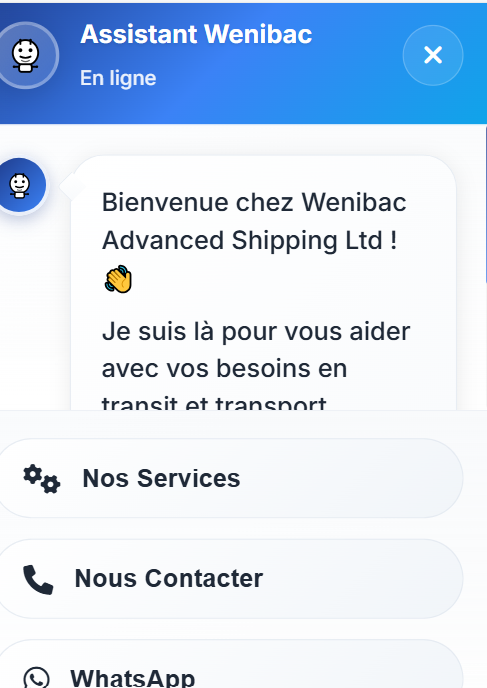 Assistant Wenibac
En ligne
Bienvenue chez Wenibac
Advanced Shipping Ltd !
👋
Je suis là pour vous aider
avec vos besoins en
transit et transport
Nos Services
Nous Contacter
WhatsApp